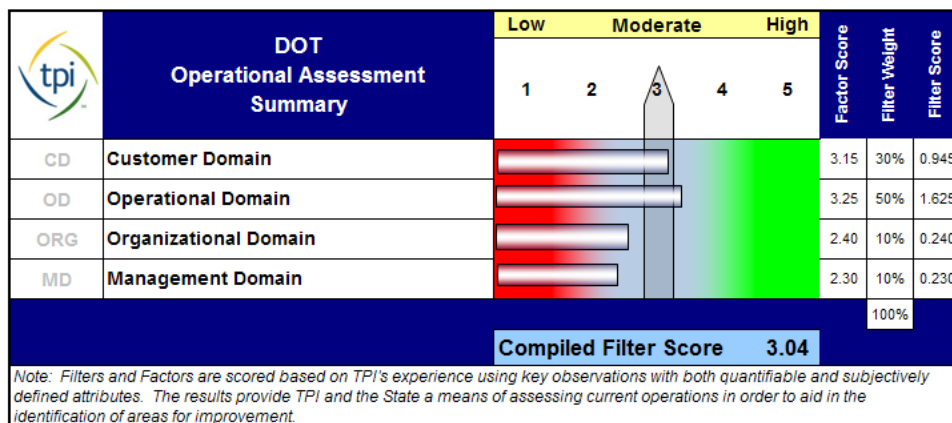 tpi
DOT
Operational Assessment
Summary
Low Moderate High
1 2 3 4 5
Factor Score
Filter Weight
Filter Score
CD Customer Domain 3.15 30% 0.945
OD Operational Domain 3.25 50% 1.625
ORG Organizational Domain 2.40 10% 0.240
MD Management Domain 2.30 10% 0.230
100%
Compiled Filter Score 3.04
Note: Filters and Factors are scored based on TPI's experience using key observations with both quantifiable and subjectively
defined attributes. The results provide TPI and the State a means of assessing current operations in order to aid in the
identification of areas for improvement.